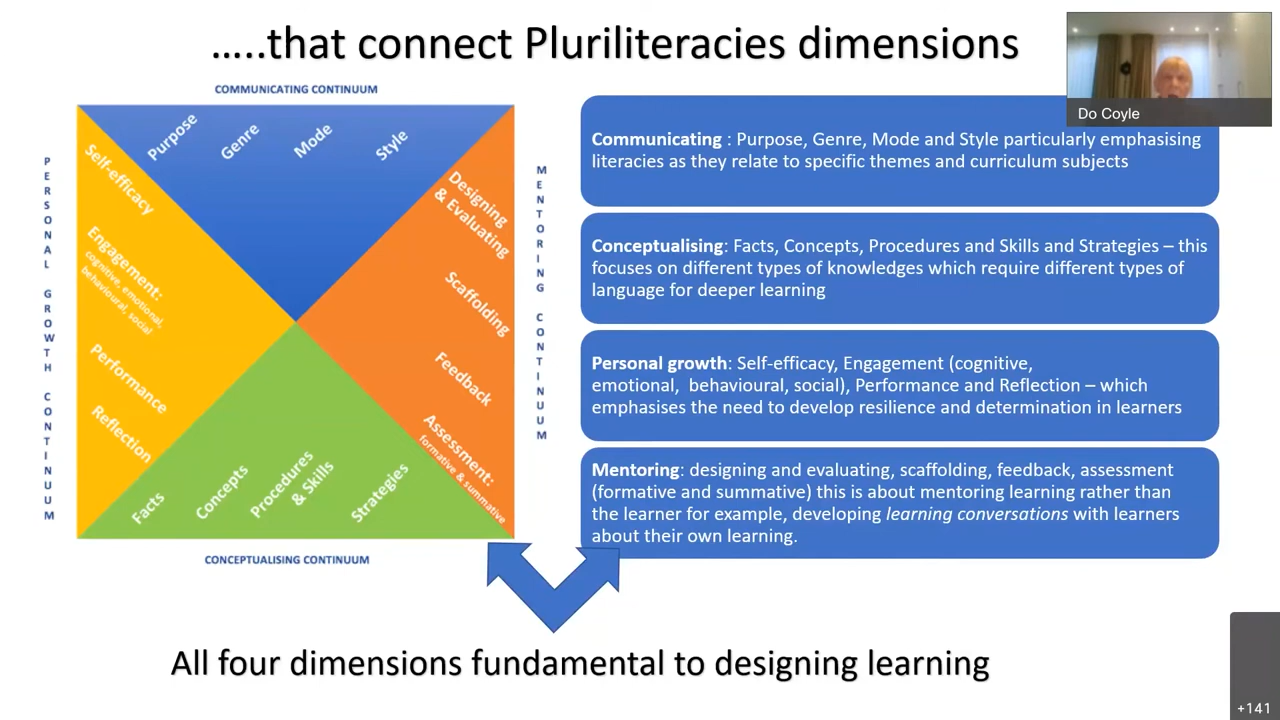 …..that connect Pluriliteracies dimensions
Do Coyle
COMMUNICATING CONTINUUM
PERSONAL GROWTH CONTINUUM
Purpose
Genre
Mode
Style
Self-efficacy
Engagement:
cognitive, emotional,
behavioural, social
Performance
Reflection
Designing
& Evaluating
Scaffolding
Feedback
Assessment:
formative & summative
Facts
Concepts
Procedures
& Skills
Strategies
MENTORING CONTINUUM
CONCEPTUALISING CONTINUUM
Communicating : Purpose, Genre, Mode and Style particularly emphasising
literacies as they relate to specific themes and curriculum subjects
Conceptualising: Facts, Concepts, Procedures and Skills and Strategies – this
focuses on different types of knowledges which require different types of
language for deeper learning
Personal growth: Self-efficacy, Engagement (cognitive,
emotional, behavioural, social), Performance and Reflection – which
emphasises the need to develop resilience and determination in learners
Mentoring: designing and evaluating, scaffolding, feedback, assessment
(formative and summative) this is about mentoring learning rather than
the learner for example, developing learning conversations with learners
about their own learning.
All four dimensions fundamental to designing learning
+141